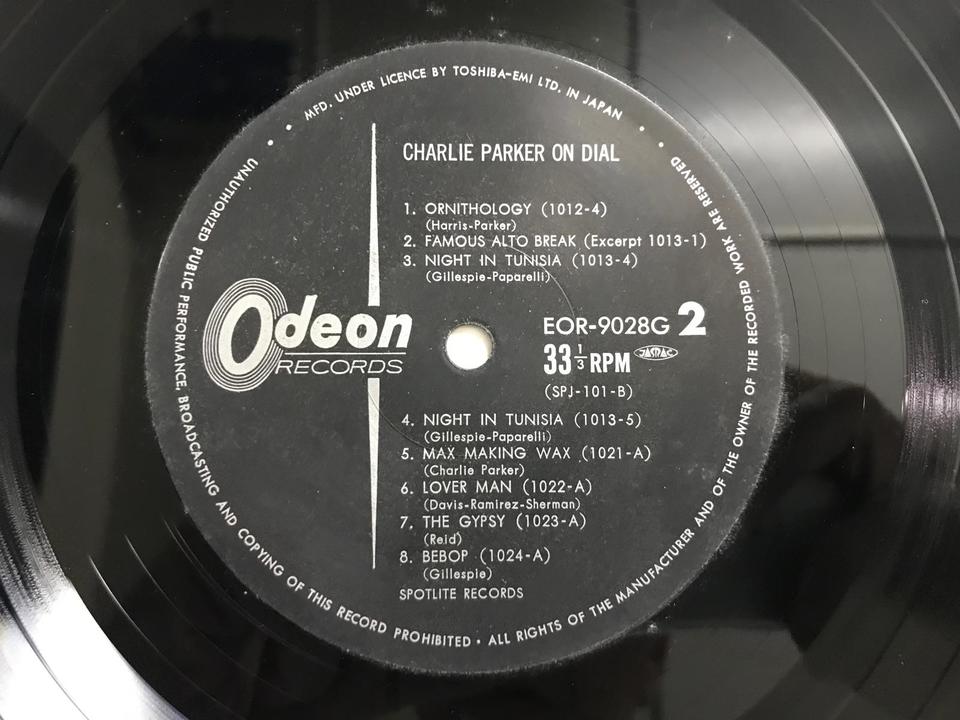 MFD. UNDER LICENCE BY TOSHIBA-EMI LTD. IN JAPAN
CHARLIE PARKER ON DIAL
1. ORNITHOLOGY (1012-4)
(Harris-Parker)
2. FAMOUS ALTO BREAK (Excerpt 1013-1)
3. NIGHT IN TUNISIA (1013-4)
(Gillespie-Paparelli)
Odeon
RECORDS
EOR-9028G 2
33 1/3 RPM JASRAC
(SPJ-101-B)
4. NIGHT IN TUNISIA (1013-5)
(Gillespie-Paparelli)
5. MAX MAKING WAX (1021-A)
(Charlie Parker)
6. LOVER MAN (1022-A)
(Davis-Ramirez-Sherman)
7. THE GYPSY (1023-A)
(Reid)
8. BEBOP (1024-A)
(Gillespie)
SPOTLITE RECORDS
UNAUTHORIZED PUBLIC PERFORMANCE, BROADCASTING AND COPYING OF THIS RECORD PROHIBITED • ALL RIGHTS OF THE MANUFACTURER AND OF THE OWNER OF THE RECORDED WORK ARE RESERVED